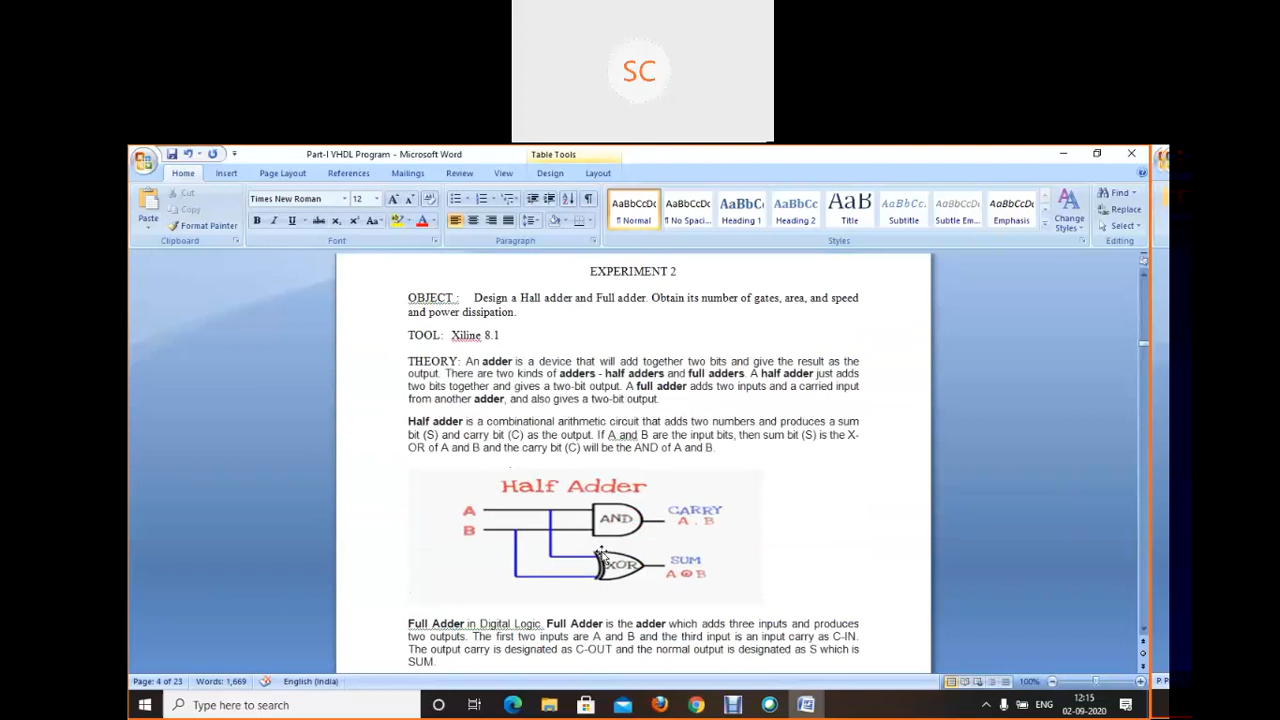 SC
Part-I VHDL Program - Microsoft Word
Table Tools
Home Insert Page Layout References Mailings Review View Design Layout
Cut
Copy
Paste
Format Painter
Clipboard
Times New Roman 12
B I U abc x₂ x² Aa
Font
Paragraph
AaBbCcDc AaBbCcDc AaBbC AaBbCc AaB AaBbCc. AaBbCcDc AaBbCcDc
¶ Normal ¶ No Spaci... Heading 1 Heading 2 Title Subtitle Subtle Em... Emphasis
Change Styles
Styles
Find
Replace
Select
Editing
EXPERIMENT 2
OBJECT : Design a Hall adder and Full adder. Obtain its number of gates, area, and speed
and power dissipation.
TOOL: Xiline 8.1
THEORY: An adder is a device that will add together two bits and give the result as the
output. There are two kinds of adders - half adders and full adders. A half adder just adds
two bits together and gives a two-bit output. A full adder adds two inputs and a carried input
from another adder, and also gives a two-bit output.
Half adder is a combinational arithmetic circuit that adds two numbers and produces a sum
bit (S) and carry bit (C) as the output. If A and B are the input bits, then sum bit (S) is the X-
OR of A and B and the carry bit (C) will be the AND of A and B.
Half Adder
A
B
AND
CARRY
A . B
XOR
SUM
A ⊙ B
Full Adder in Digital Logic. Full Adder is the adder which adds three inputs and produces
two outputs. The first two inputs are A and B and the third input is an input carry as C-IN.
The output carry is designated as C-OUT and the normal output is designated as S which is
SUM.
Page: 4 of 23 Words: 1,669 English (India) 100%
Type here to search
ENG
12:15
02-09-2020